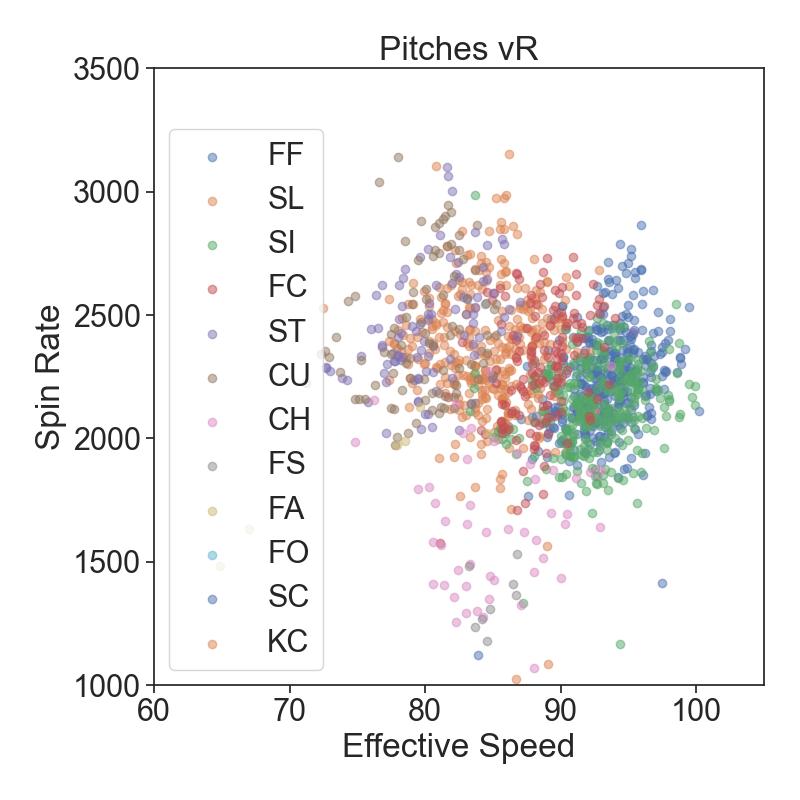 Pitches vR
3500
3000
2500
2000
1500
1000
Spin Rate
FF
SL
SI
FC
ST
CU
CH
FS
FA
FO
SC
KC
60 70 80 90 100
Effective Speed